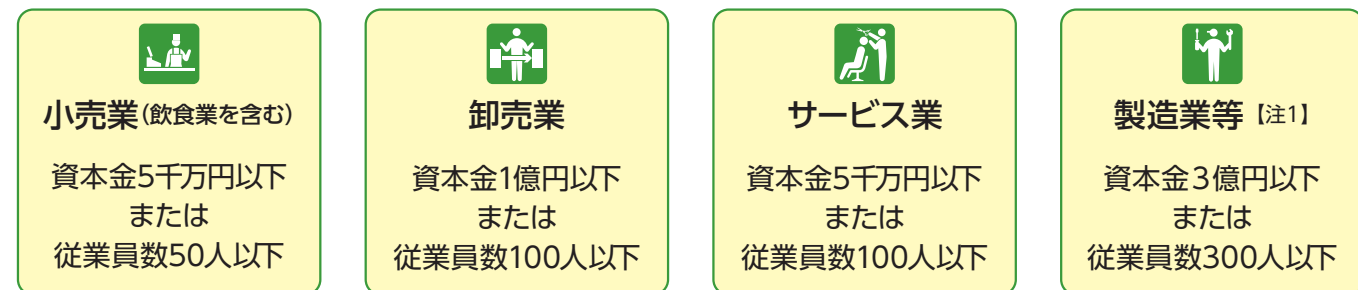 小売業(飲食業を含む)
資本金5千万円以下
または
従業員数50人以下
卸売業
資本金1億円以下
または
従業員数100人以下
サービス業
資本金5千万円以下
または
従業員数100人以下
製造業等【注1】
資本金3億円以下
または
従業員数300人以下